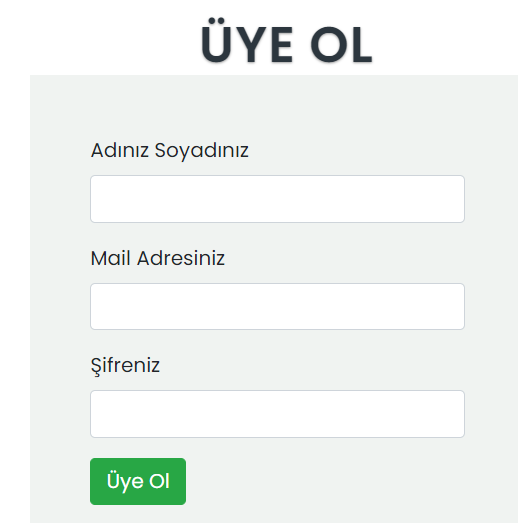 ÜYE OL
Adınız Soyadınız
Mail Adresiniz
Şifreniz
Üye Ol